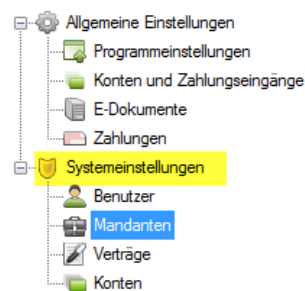 Allgemeine Einstellungen
Programmeinstellungen
Konten und Zahlungseingänge
E-Dokumente
Zahlungen
Systemeinstellungen
Benutzer
Mandanten
Verträge
Konten